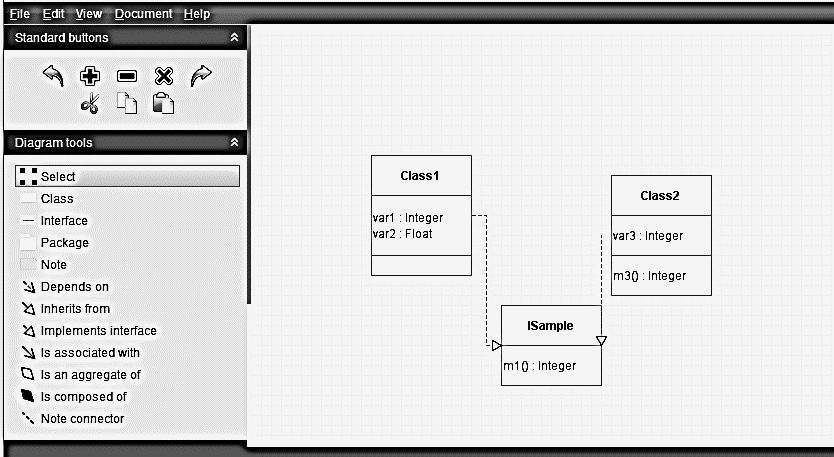 File Edit View Document Help
Standard buttons
Diagram tools
Select
Class
Interface
Package
Note
Depends on
Inherits from
Implements interface
Is associated with
Is an aggregate of
Is composed of
Note connector
Class1
var1 : Integer
var2 : Float
Class2
var3 : Integer
m3() : Integer
ISample
m1() : Integer